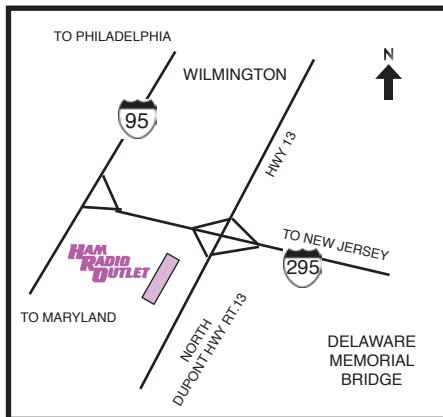 TO PHILADELPHIA
WILMINGTON
N
95
HWY 13
TO NEW JERSEY
295
HAM
RADIO
OUTLET
TO MARYLAND
NORTH
DUPONT HWY RT.13
DELAWARE
MEMORIAL
BRIDGE